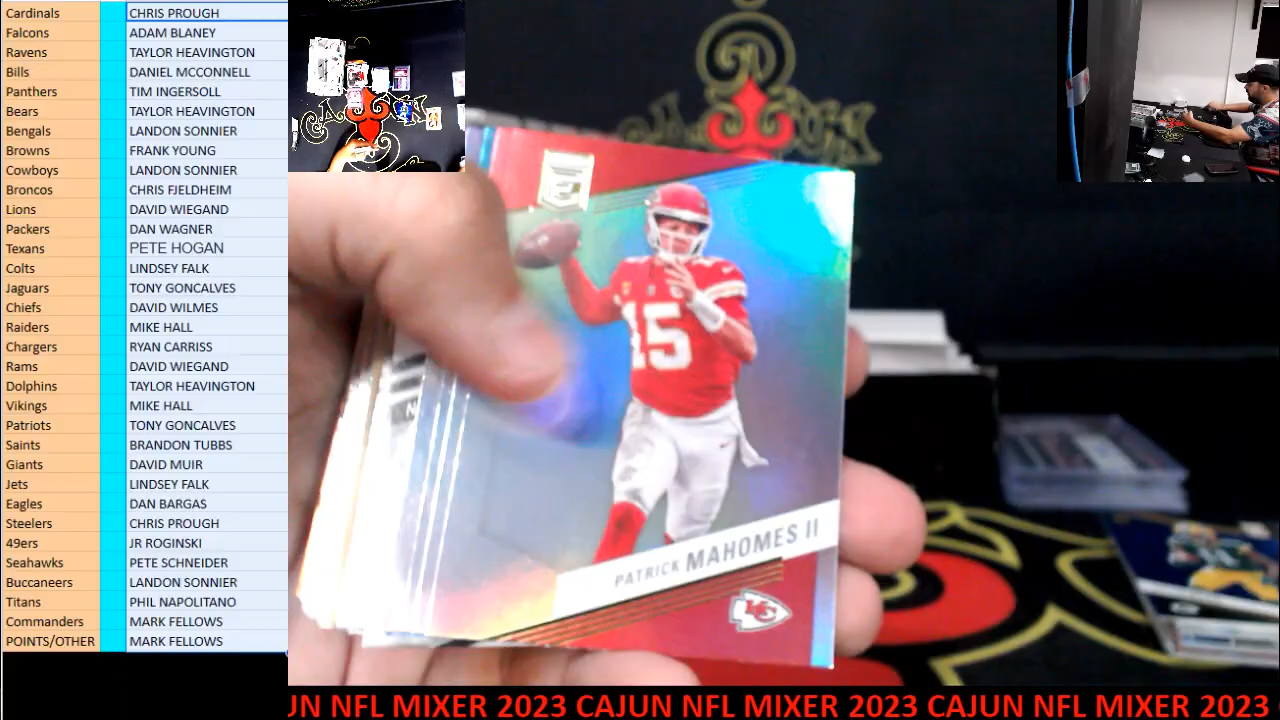 Cardinals CHRIS PROUGH
Falcons ADAM BLANEY
Ravens TAYLOR HEAVINGTON
Bills DANIEL MCCONNELL
Panthers TIM INGERSOLL
Bears TAYLOR HEAVINGTON
Bengals LANDON SONNIER
Browns FRANK YOUNG
Cowboys LANDON SONNIER
Broncos CHRIS FJELDHEIM
Lions DAVID WIEGAND
Packers DAN WAGNER
Texans PETE HOGAN
Colts LINDSEY FALK
Jaguars TONY GONCALVES
Chiefs DAVID WILMES
Raiders MIKE HALL
Chargers RYAN CARRISS
Rams DAVID WIEGAND
Dolphins TAYLOR HEAVINGTON
Vikings MIKE HALL
Patriots TONY GONCALVES
Saints BRANDON TUBBS
Giants DAVID MUIR
Jets LINDSEY FALK
Eagles DAN BARGAS
Steelers CHRIS PROUGH
49ers JR ROGINSKI
Seahawks PETE SCHNEIDER
Buccaneers LANDON SONNIER
Titans PHIL NAPOLITANO
Commanders MARK FELLOWS
POINTS/OTHER MARK FELLOWS
15
PATRICK MAHOMES II
KC
JUN NFL MIXER 2023 CAJUN NFL MIXER 2023 CAJUN NFL MIXER 2023